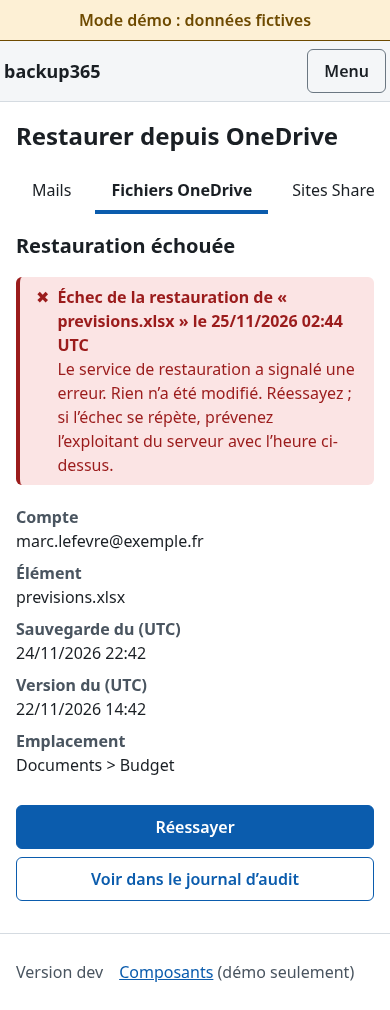 Mode démo : données fictives
backup365
Menu
Restaurer depuis OneDrive
Mails
Fichiers OneDrive
Sites Share
Restauration échouée
✖ Échec de la restauration de «
previsions.xlsx » le 25/11/2026 02:44
UTC
Le service de restauration a signalé une
erreur. Rien n’a été modifié. Réessayez ;
si l’échec se répète, prévenez
l’exploitant du serveur avec l’heure ci-
dessus.
Compte
marc.lefevre@exemple.fr
Élément
previsions.xlsx
Sauvegarde du (UTC)
24/11/2026 22:42
Version du (UTC)
22/11/2026 14:42
Emplacement
Documents > Budget
Réessayer
Voir dans le journal d’audit
Version dev Composants (démo seulement)